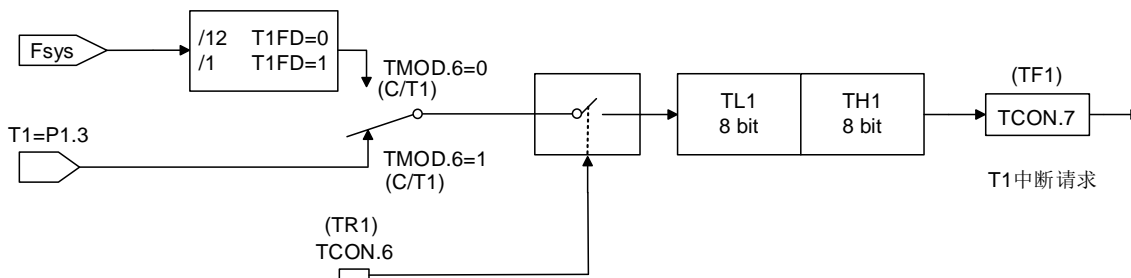 Fsys
/12 T1FD=0
/1 T1FD=1
TMOD.6=0
(C/T1)
T1=P1.3
TMOD.6=1
(C/T1)
(TR1)
TCON.6
TL1
8 bit
TH1
8 bit
(TF1)
TCON.7
T1中断请求